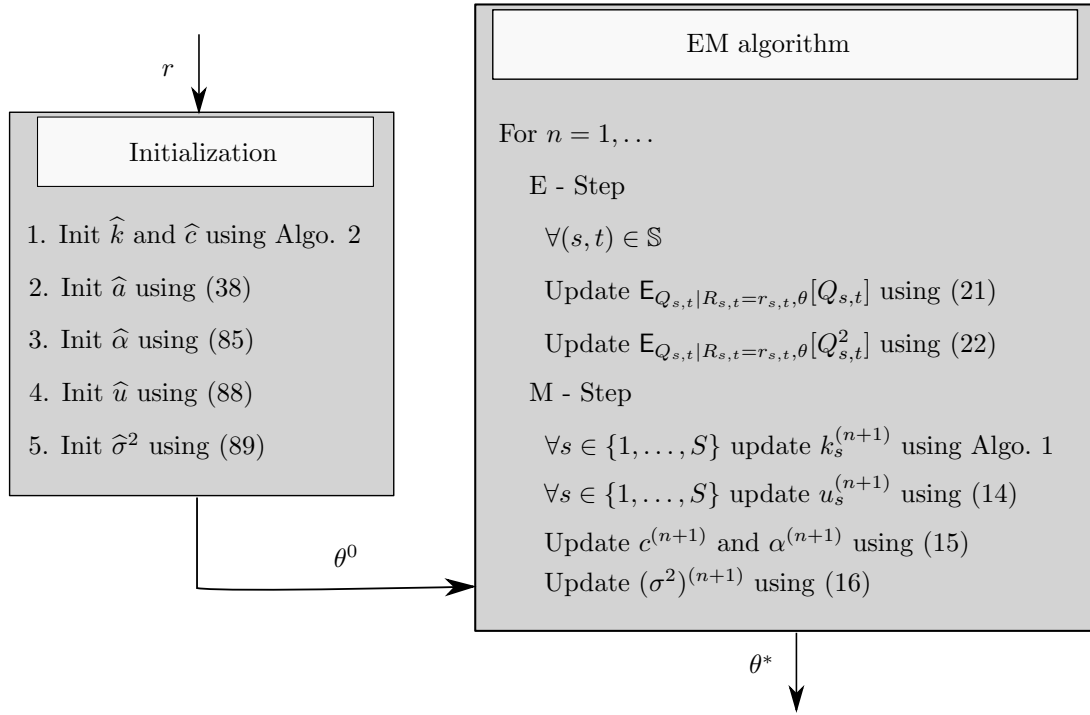 r
Initialization
1. Init k̂ and ĉ using Algo. 2
2. Init â using (38)
3. Init α̂ using (85)
4. Init û using (88)
5. Init σ̂² using (89)
θ⁰
EM algorithm
For n = 1, . . .
E - Step
∀(s, t) ∈ 𝕊
Update E_{Q_{s,t}|R_{s,t}=r_{s,t},θ}[Q_{s,t}] using (21)
Update E_{Q_{s,t}|R_{s,t}=r_{s,t},θ}[Q²_{s,t}] using (22)
M - Step
∀s ∈ {1, . . . , S} update k_s^{(n+1)} using Algo. 1
∀s ∈ {1, . . . , S} update u_s^{(n+1)} using (14)
Update c^{(n+1)} and α^{(n+1)} using (15)
Update (σ²)^{(n+1)} using (16)
θ*